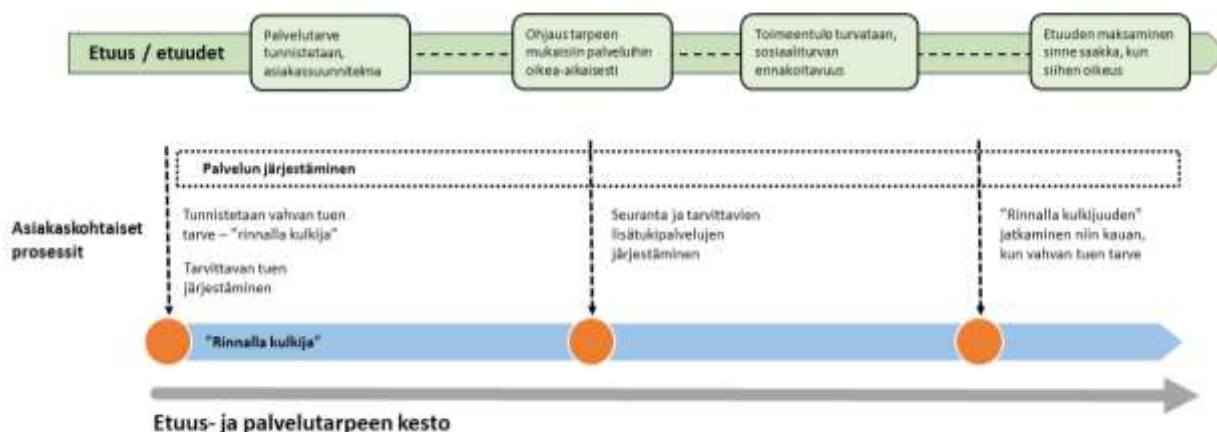 Etuus / etuudet
Palvelutarve
tunnistetaan,
asiakassuunnitelma
Ohjaus tarpeen
mukaisiin palveluihin
oikea-aikaisesti
Toimeentulo turvataan,
sosiaaliturvan
ennakoitavuus
Etuuden maksaminen
sinne saakka, kun
siihen oikeus
Palvelun järjestäminen
Asiakaskohtaiset
prosessit
Tunnistetaan vahvan tuen
tarve – "rinnalla kulkija"
Tarvittavan tuen
järjestäminen
Seuranta ja tarvittavien
lisätukipalvelujen
järjestäminen
"Rinnalla kulkijuuden"
jatkaminen niin kauan,
kun vahvan tuen tarve
"Rinnalla kulkija"
Etuus- ja palvelutarpeen kesto